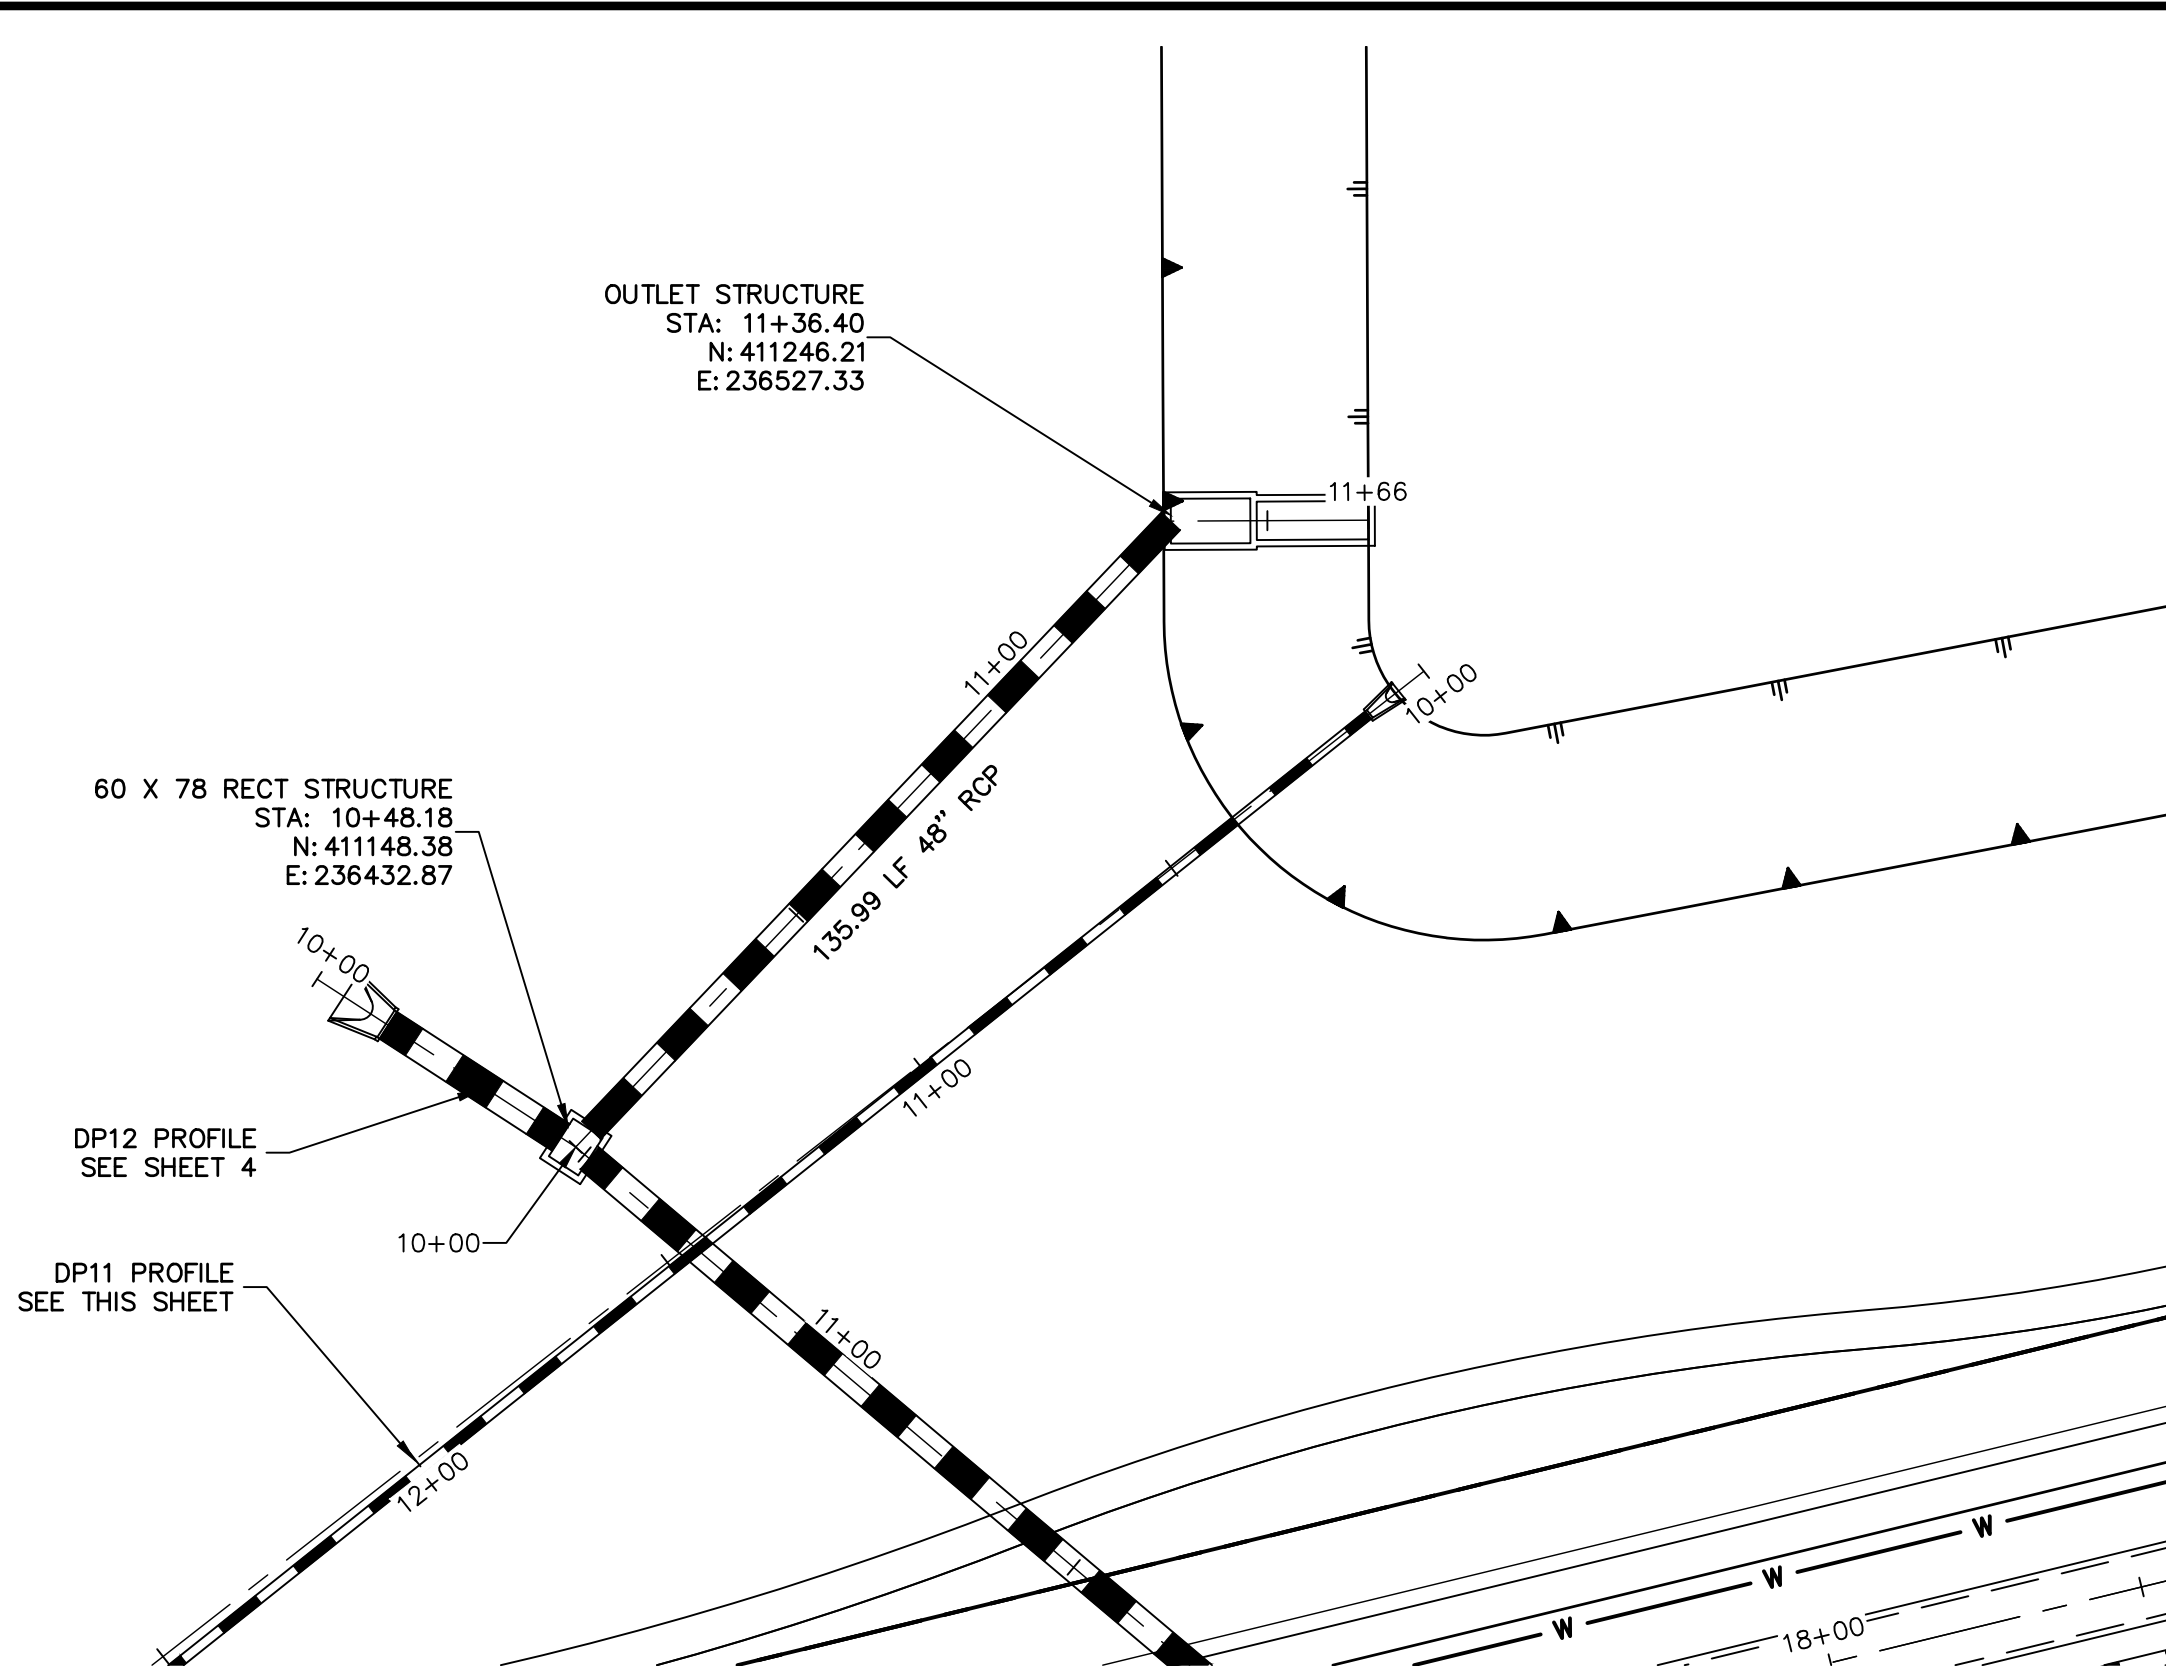 OUTLET STRUCTURE
STA: 11+36.40
N: 411246.21
E: 236527.33
11+66
11+00
10+00
135.99 LF 48” RCP
60 X 78 RECT STRUCTURE
STA: 10+48.18
N: 411148.38
E: 236432.87
10+00
11+00
DP12 PROFILE
SEE SHEET 4
10+00
DP11 PROFILE
SEE THIS SHEET
11+00
12+00
W
W
W
18+00